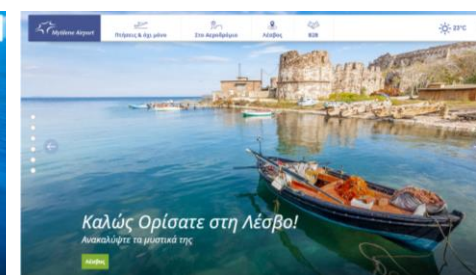 Mytilene Airport
Πτήσεις & όχι μόνο
Στο Αεροδρόμιο
Λέσβος
B2B
23°C
Καλώς Ορίσατε στη Λέσβο!
Ανακαλύψτε τα μυστικά της
Λέσβος